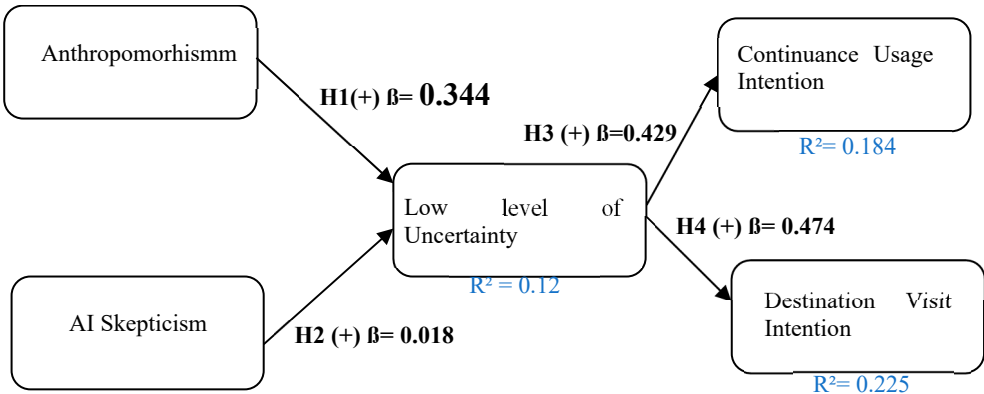 Anthropomorhismm
Continuance Usage
Intention
H1(+) ß= 0.344
H3 (+) ß=0.429
R²= 0.184
Low level of
Uncertainty
H4 (+) ß= 0.474
R² = 0.12
Destination Visit
Intention
AI Skepticism
H2 (+) ß= 0.018
R²= 0.225